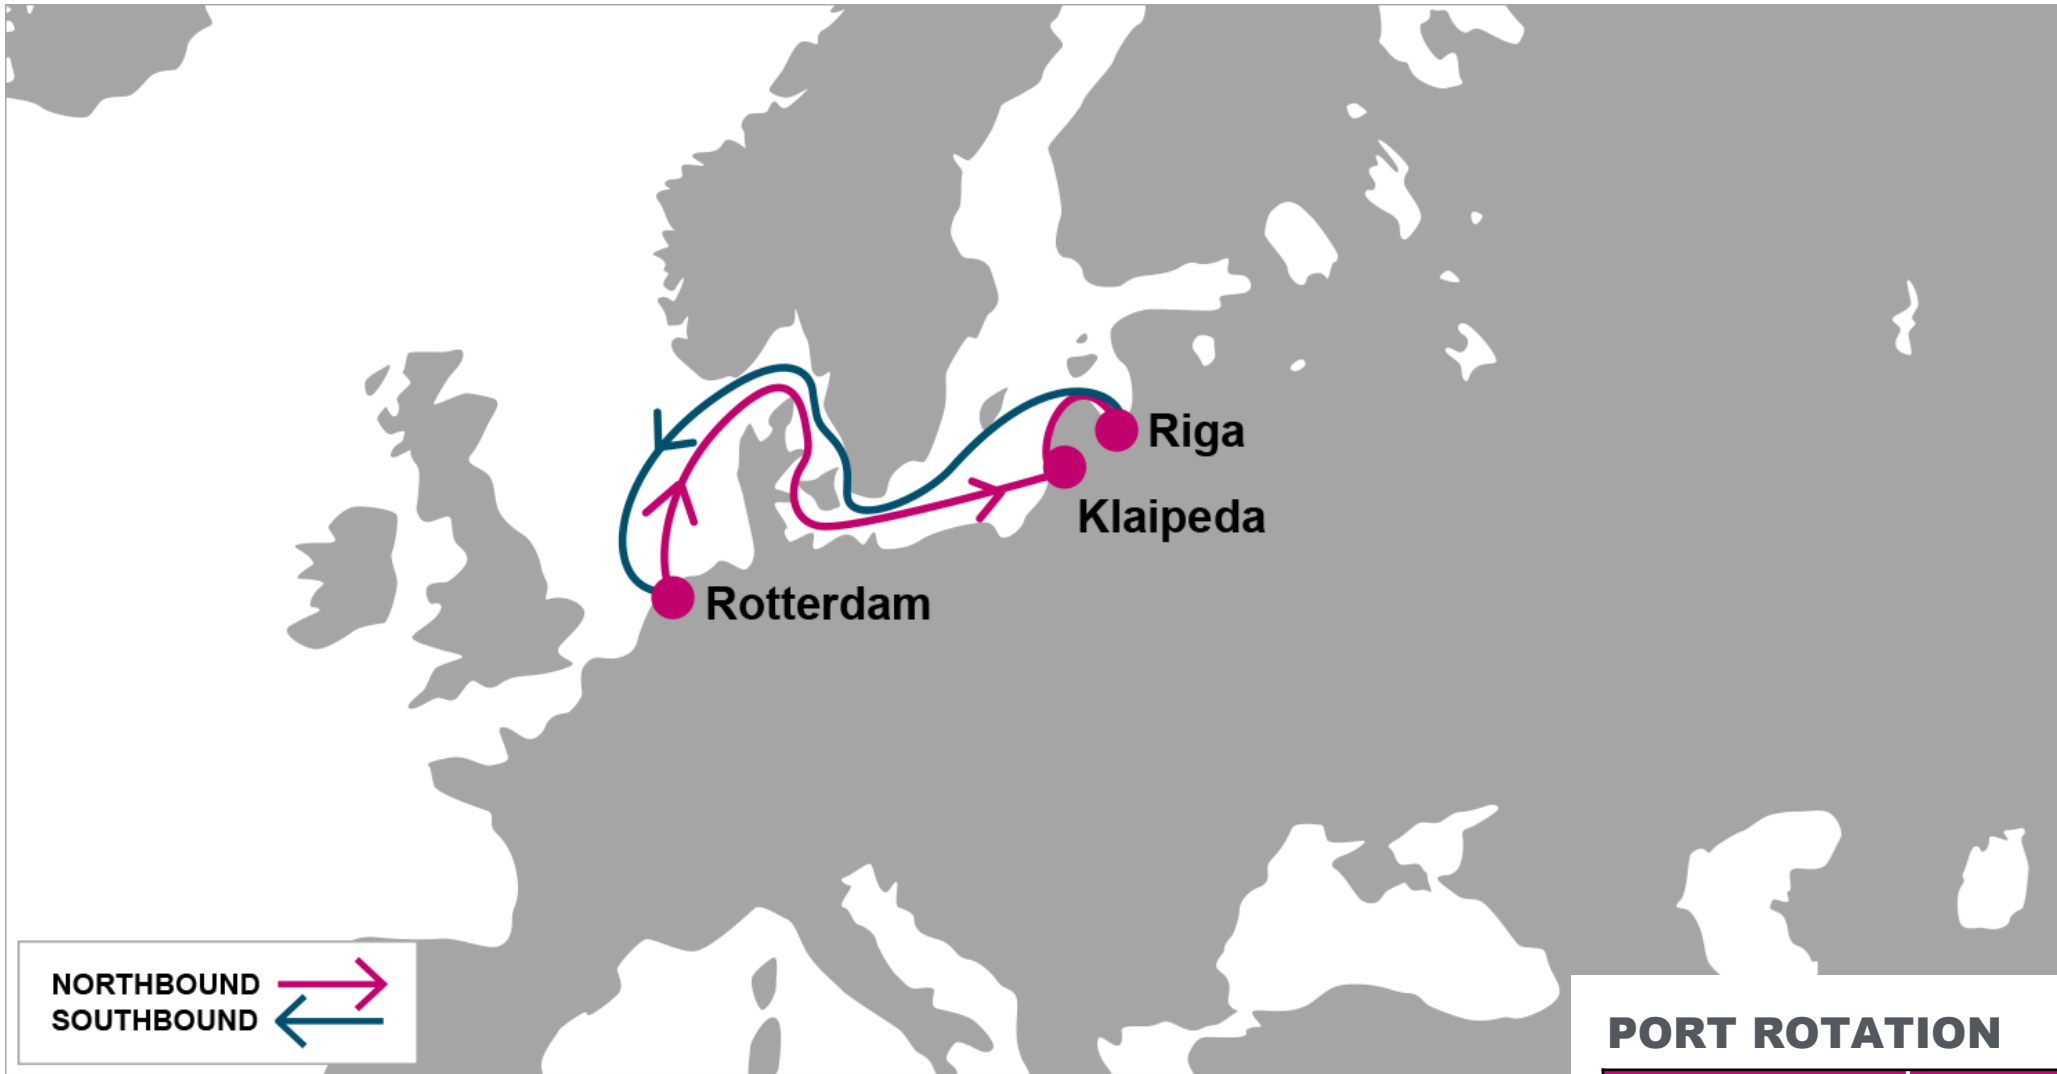 Riga
Klaipeda
Rotterdam
NORTHBOUND
SOUTHBOUND
PORT ROTATION